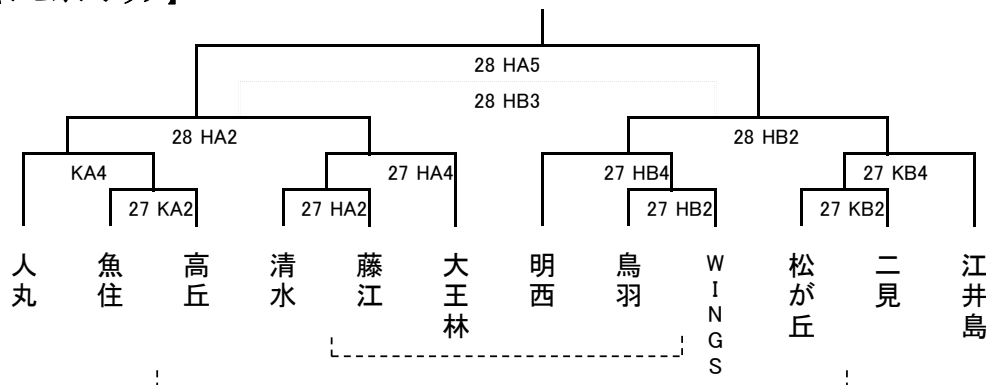 28 HA5
28 HB3
28 HA2
28 HB2
KA4
27 HA4
27 HB4
27 KB4
27 KA2
27 HA2
27 HB2
27 KB2
人丸
魚住
高丘
清水
藤江
大王林
明西
鳥羽
WINGS
松が丘
二見
江井島